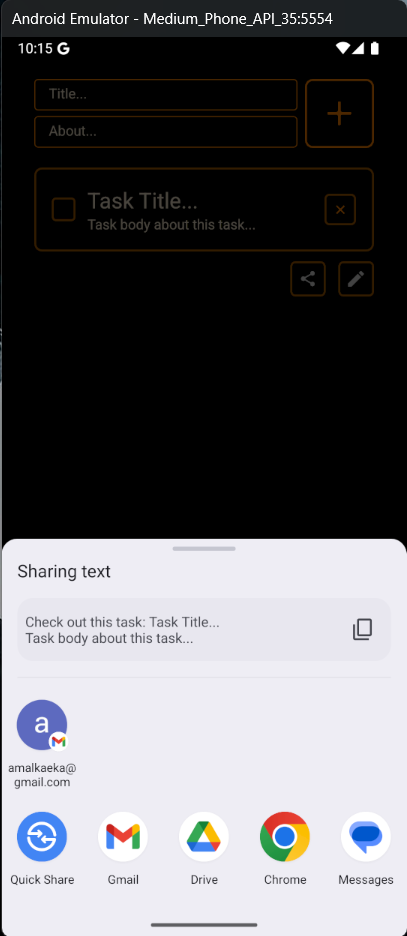 Android Emulator - Medium_Phone_API_35:5554
10:15 G
Title...
About...
Task Title...
Task body about this task...
Sharing text
Check out this task: Task Title...
Task body about this task...
a
amalkaeka@
gmail.com
Quick Share
Gmail
Drive
Chrome
Messages